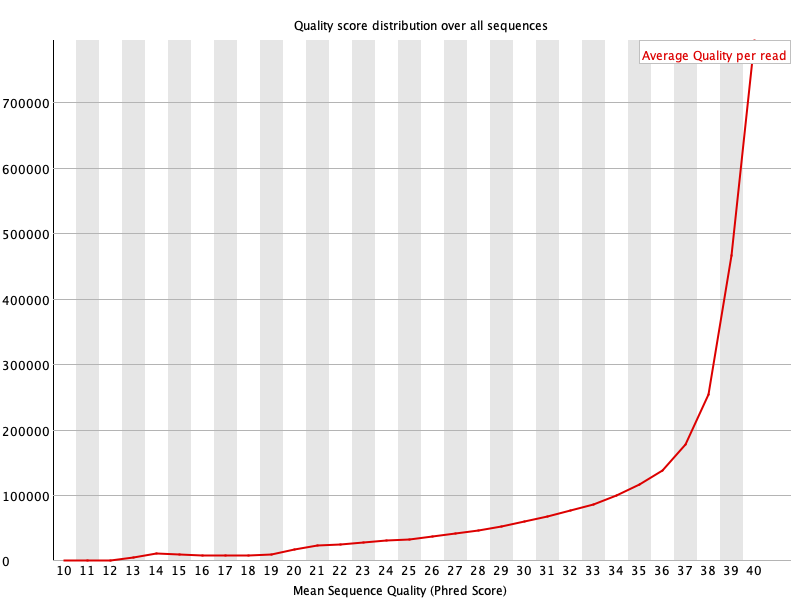 Quality score distribution over all sequences
Average Quality per read
700000
600000
500000
400000
300000
200000
100000
0
10 11 12 13 14 15 16 17 18 19 20 21 22 23 24 25 26 27 28 29 30 31 32 33 34 35 36 37 38 39 40
Mean Sequence Quality (Phred Score)